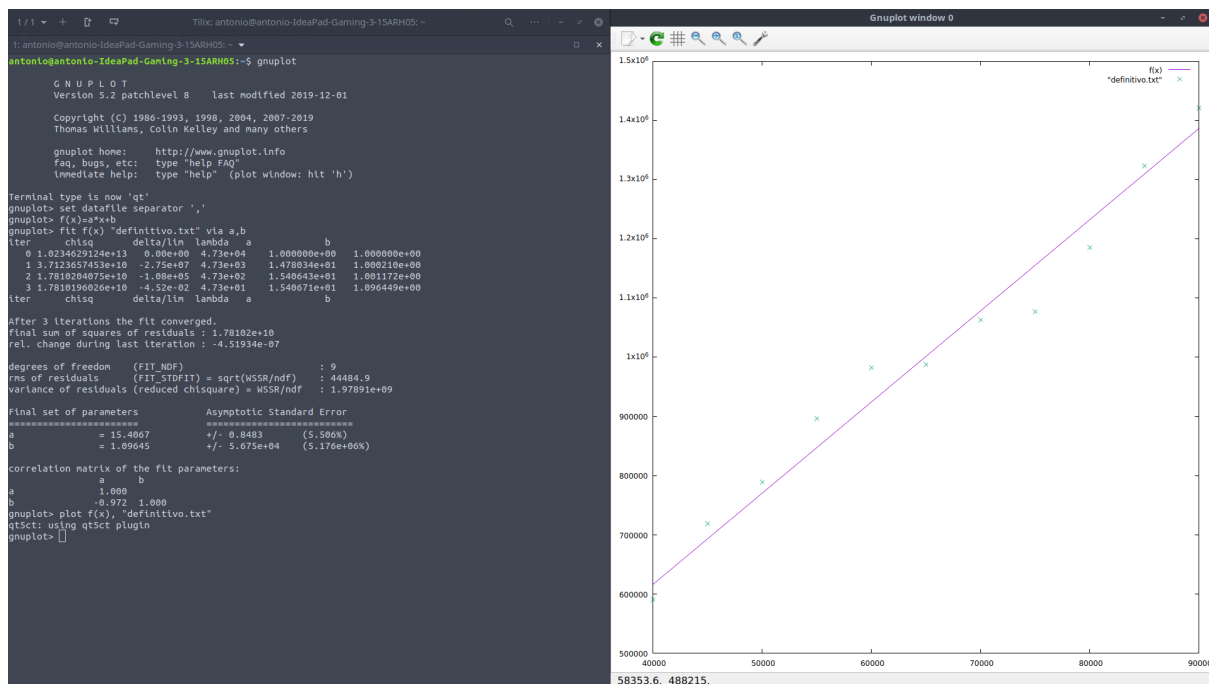 1 / 1
Tilix: antonio@antonio-IdeaPad-Gaming-3-15ARH05: ~
1: antonio@antonio-IdeaPad-Gaming-3-15ARH05: ~
antonio@antonio-IdeaPad-Gaming-3-15ARH05:~$ gnuplot
G N U P L O T
Version 5.2 patchlevel 8    last modified 2019-12-01
Copyright (C) 1986-1993, 1998, 2004, 2007-2019
Thomas Williams, Colin Kelley and many others
gnuplot home:     http://www.gnuplot.info
faq, bugs, etc:   type "help FAQ"
immediate help:   type "help"  (plot window: hit 'h')
Terminal type is now 'qt'
gnuplot> set datafile separator ','
gnuplot> f(x)=a*x+b
gnuplot> fit f(x) "definitivo.txt" via a,b
iter      chisq       delta/lim  lambda   a             b
0 1.0234629124e+13   0.00e+00  4.73e+04    1.000000e+00   1.000000e+00
1 3.7123657453e+10  -2.75e+07  4.73e+03    1.478034e+01   1.000210e+00
2 1.7810204075e+10  -1.08e+05  4.73e+02    1.540643e+01   1.001172e+00
3 1.7810196026e+10  -4.52e-02  4.73e+01    1.540671e+01   1.096449e+00
iter      chisq       delta/lim  lambda   a             b
After 3 iterations the fit converged.
final sum of squares of residuals : 1.78102e+10
rel. change during last iteration : -4.51934e-07
degrees of freedom    (FIT_NDF)                        : 9
rms of residuals      (FIT_STDFIT) = sqrt(WSSR/ndf)    : 44484.9
variance of residuals (reduced chisquare) = WSSR/ndf   : 1.97891e+09
Final set of parameters            Asymptotic Standard Error
=======================            ==========================
a               = 15.4067          +/- 0.8483       (5.506%)
b               = 1.09645          +/- 5.675e+04    (5.176e+06%)
correlation matrix of the fit parameters:
a      b
a               1.000
b              -0.972  1.000
gnuplot> plot f(x), "definitivo.txt"
qt5ct: using qt5ct plugin
gnuplot>
Gnuplot window 0
f(x)
"definitivo.txt"
1.5x10⁶
1.4x10⁶
1.3x10⁶
1.2x10⁶
1.1x10⁶
1x10⁶
900000
800000
700000
600000
500000
40000 50000 60000 70000 80000 90000
58353.6, 488215.